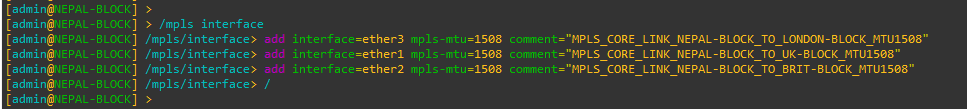 [admin@NEPAL-BLOCK] >
[admin@NEPAL-BLOCK] > /mpls interface
[admin@NEPAL-BLOCK] /mpls/interface> add interface=ether3 mpls-mtu=1508 comment="MPLS_CORE_LINK_NEPAL-BLOCK_TO_LONDON-BLOCK_MTU1508"
[admin@NEPAL-BLOCK] /mpls/interface> add interface=ether1 mpls-mtu=1508 comment="MPLS_CORE_LINK_NEPAL-BLOCK_TO_UK-BLOCK_MTU1508"
[admin@NEPAL-BLOCK] /mpls/interface> add interface=ether2 mpls-mtu=1508 comment="MPLS_CORE_LINK_NEPAL-BLOCK_TO_BRIT-BLOCK_MTU1508"
[admin@NEPAL-BLOCK] /mpls/interface> /
[admin@NEPAL-BLOCK] >